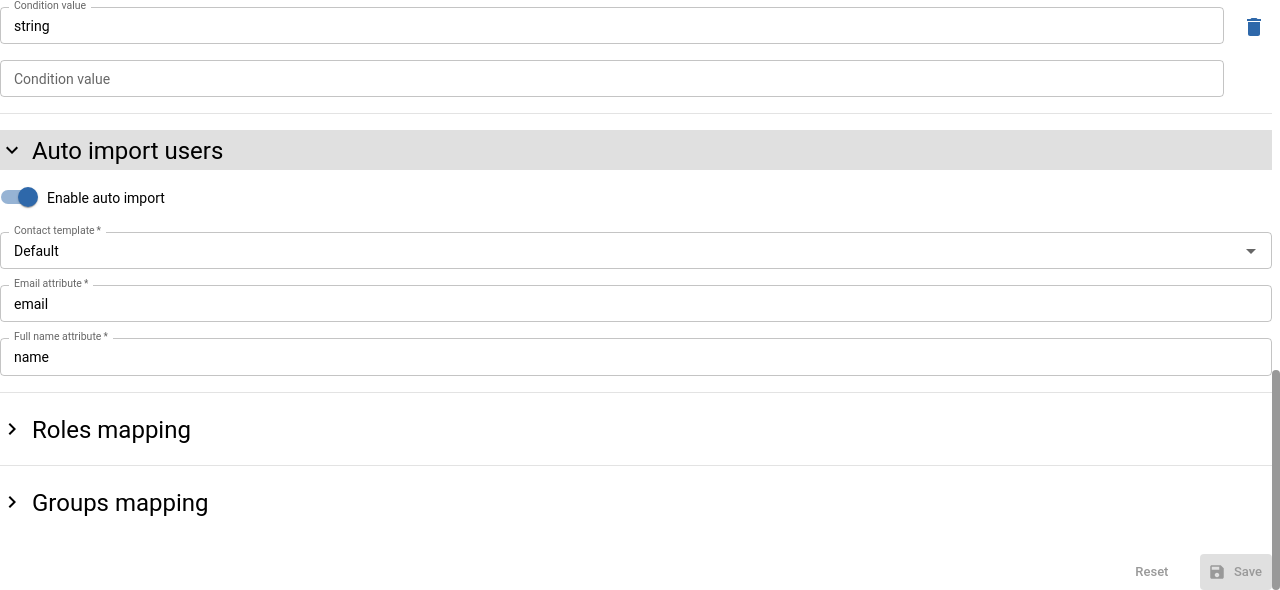 Condition value
string
Condition value
Auto import users
Enable auto import
Contact template *
Default
Email attribute *
email
Full name attribute *
name
Roles mapping
Groups mapping
Reset
Save